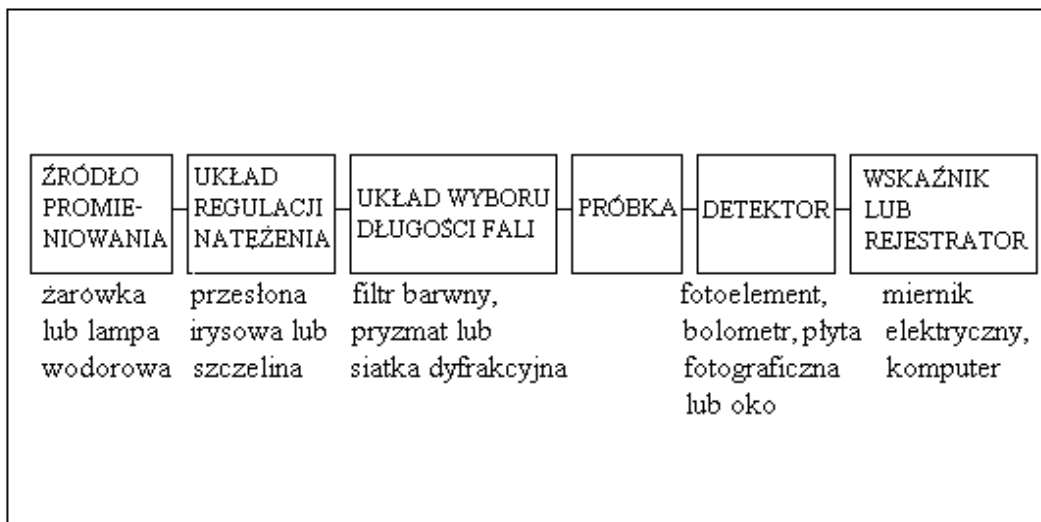 ŹRÓDŁO
PROMIE-
NIOWANIA
UKŁAD
REGULACJI
NATĘŻENIA
UKŁAD WYBORU
DŁUGOŚCI FALI
PRÓBKA
DETEKTOR
WSKAŹNIK
LUB
REJESTRATOR
żarówka
lub lampa
wodorowa
przesłona
irysowa lub
szczelina
filtr barwny,
pryzmat lub
siatka dyfrakcyjna
fotoelement,
bolometr, płyta
fotograficzna
lub oko
miernik
elektryczny,
komputer